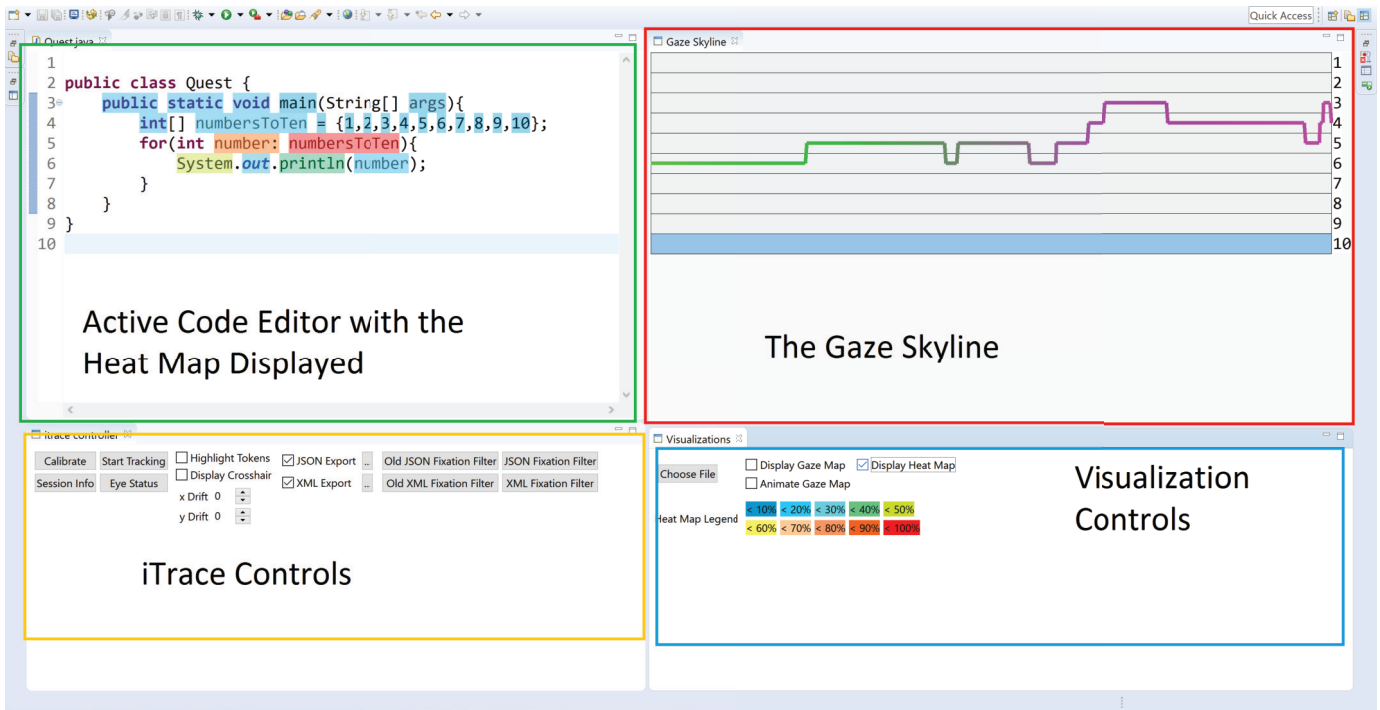 Quick Access
Quest.java
1
2 public class Quest {
3 public static void main(String[] args){
4 int[] numbersToTen = {1,2,3,4,5,6,7,8,9,10};
5 for(int number: numbersToTen){
6 System.out.println(number);
7 }
8 }
9 }
10
Active Code Editor with the
Heat Map Displayed
Gaze Skyline
1
2
3
4
5
6
7
8
9
10
The Gaze Skyline
itrace controller
Calibrate Start Tracking Highlight Tokens JSON Export .. Old JSON Fixation Filter JSON Fixation Filter
Session Info Eye Status Display Crosshair XML Export .. Old XML Fixation Filter XML Fixation Filter
x Drift 0
y Drift 0
iTrace Controls
Visualizations
Choose File Display Gaze Map Display Heat Map
Animate Gaze Map
Heat Map Legend < 10% < 20% < 30% < 40% < 50%
< 60% < 70% < 80% < 90% < 100%
Visualization
Controls